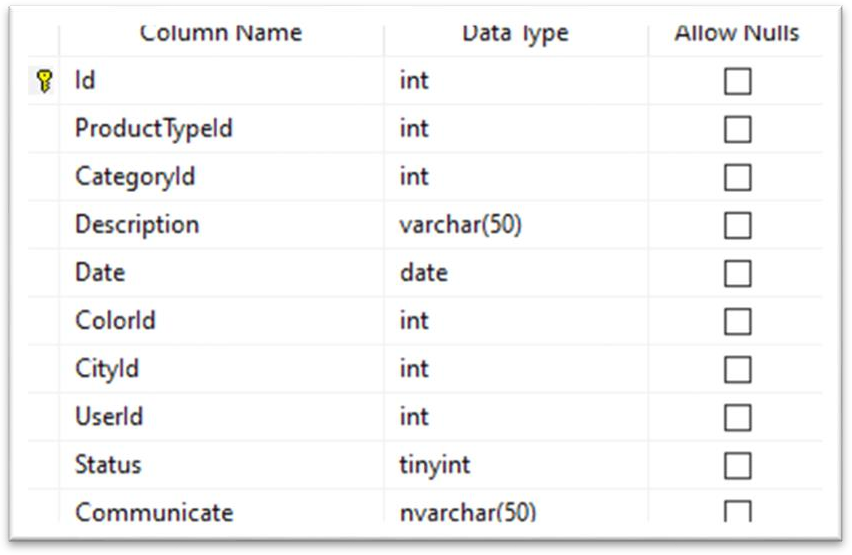 Column Name Data Type Allow Nulls
Id int
ProductTypeId int
CategoryId int
Description varchar(50)
Date date
ColorId int
CityId int
UserId int
Status tinyint
Communicate nvarchar(50)